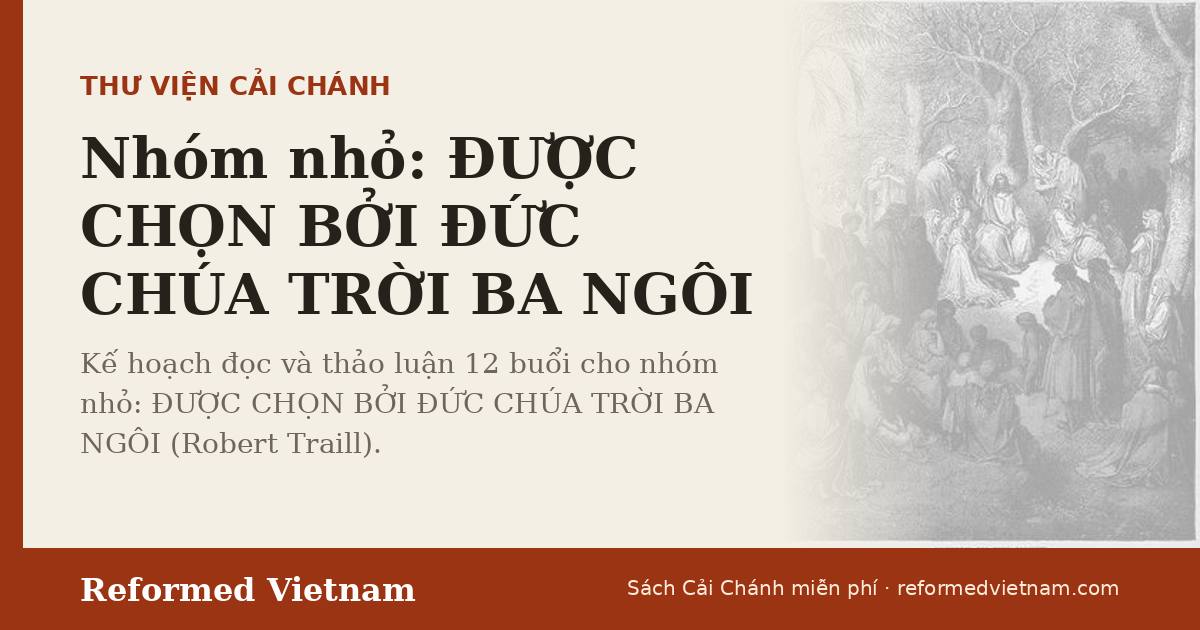 THƯ VIỆN CẢI CHÁNH
Nhóm nhỏ: ĐƯỢC
CHỌN BỞI ĐỨC
CHÚA TRỜI BA NGÔI
Kế hoạch đọc và thảo luận 12 buổi cho nhóm
nhỏ: ĐƯỢC CHỌN BỞI ĐỨC CHÚA TRỜI BA
NGÔI (Robert Traill).
Reformed Vietnam
Sách Cải Chánh miễn phí · reformedvietnam.com